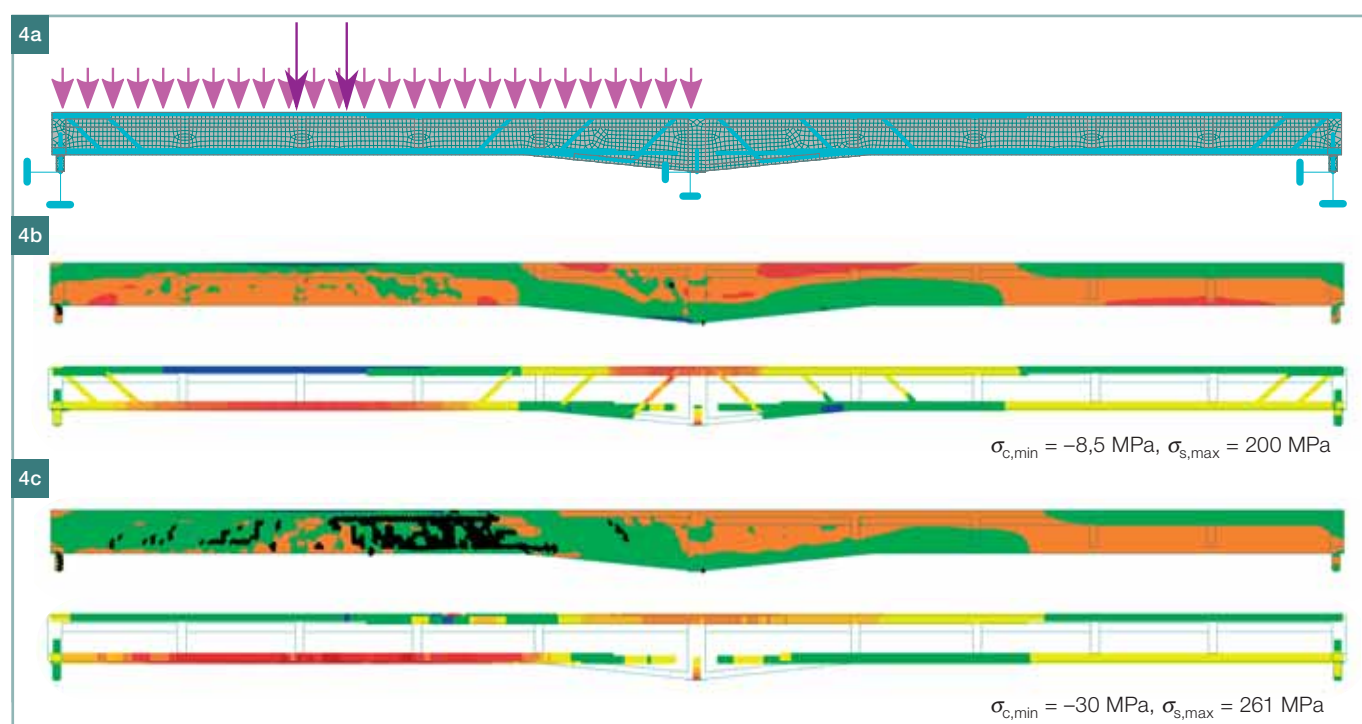 4a
4b
σc,min = –8,5 MPa, σs,max = 200 MPa
4c
σc,min = –30 MPa, σs,max = 261 MPa